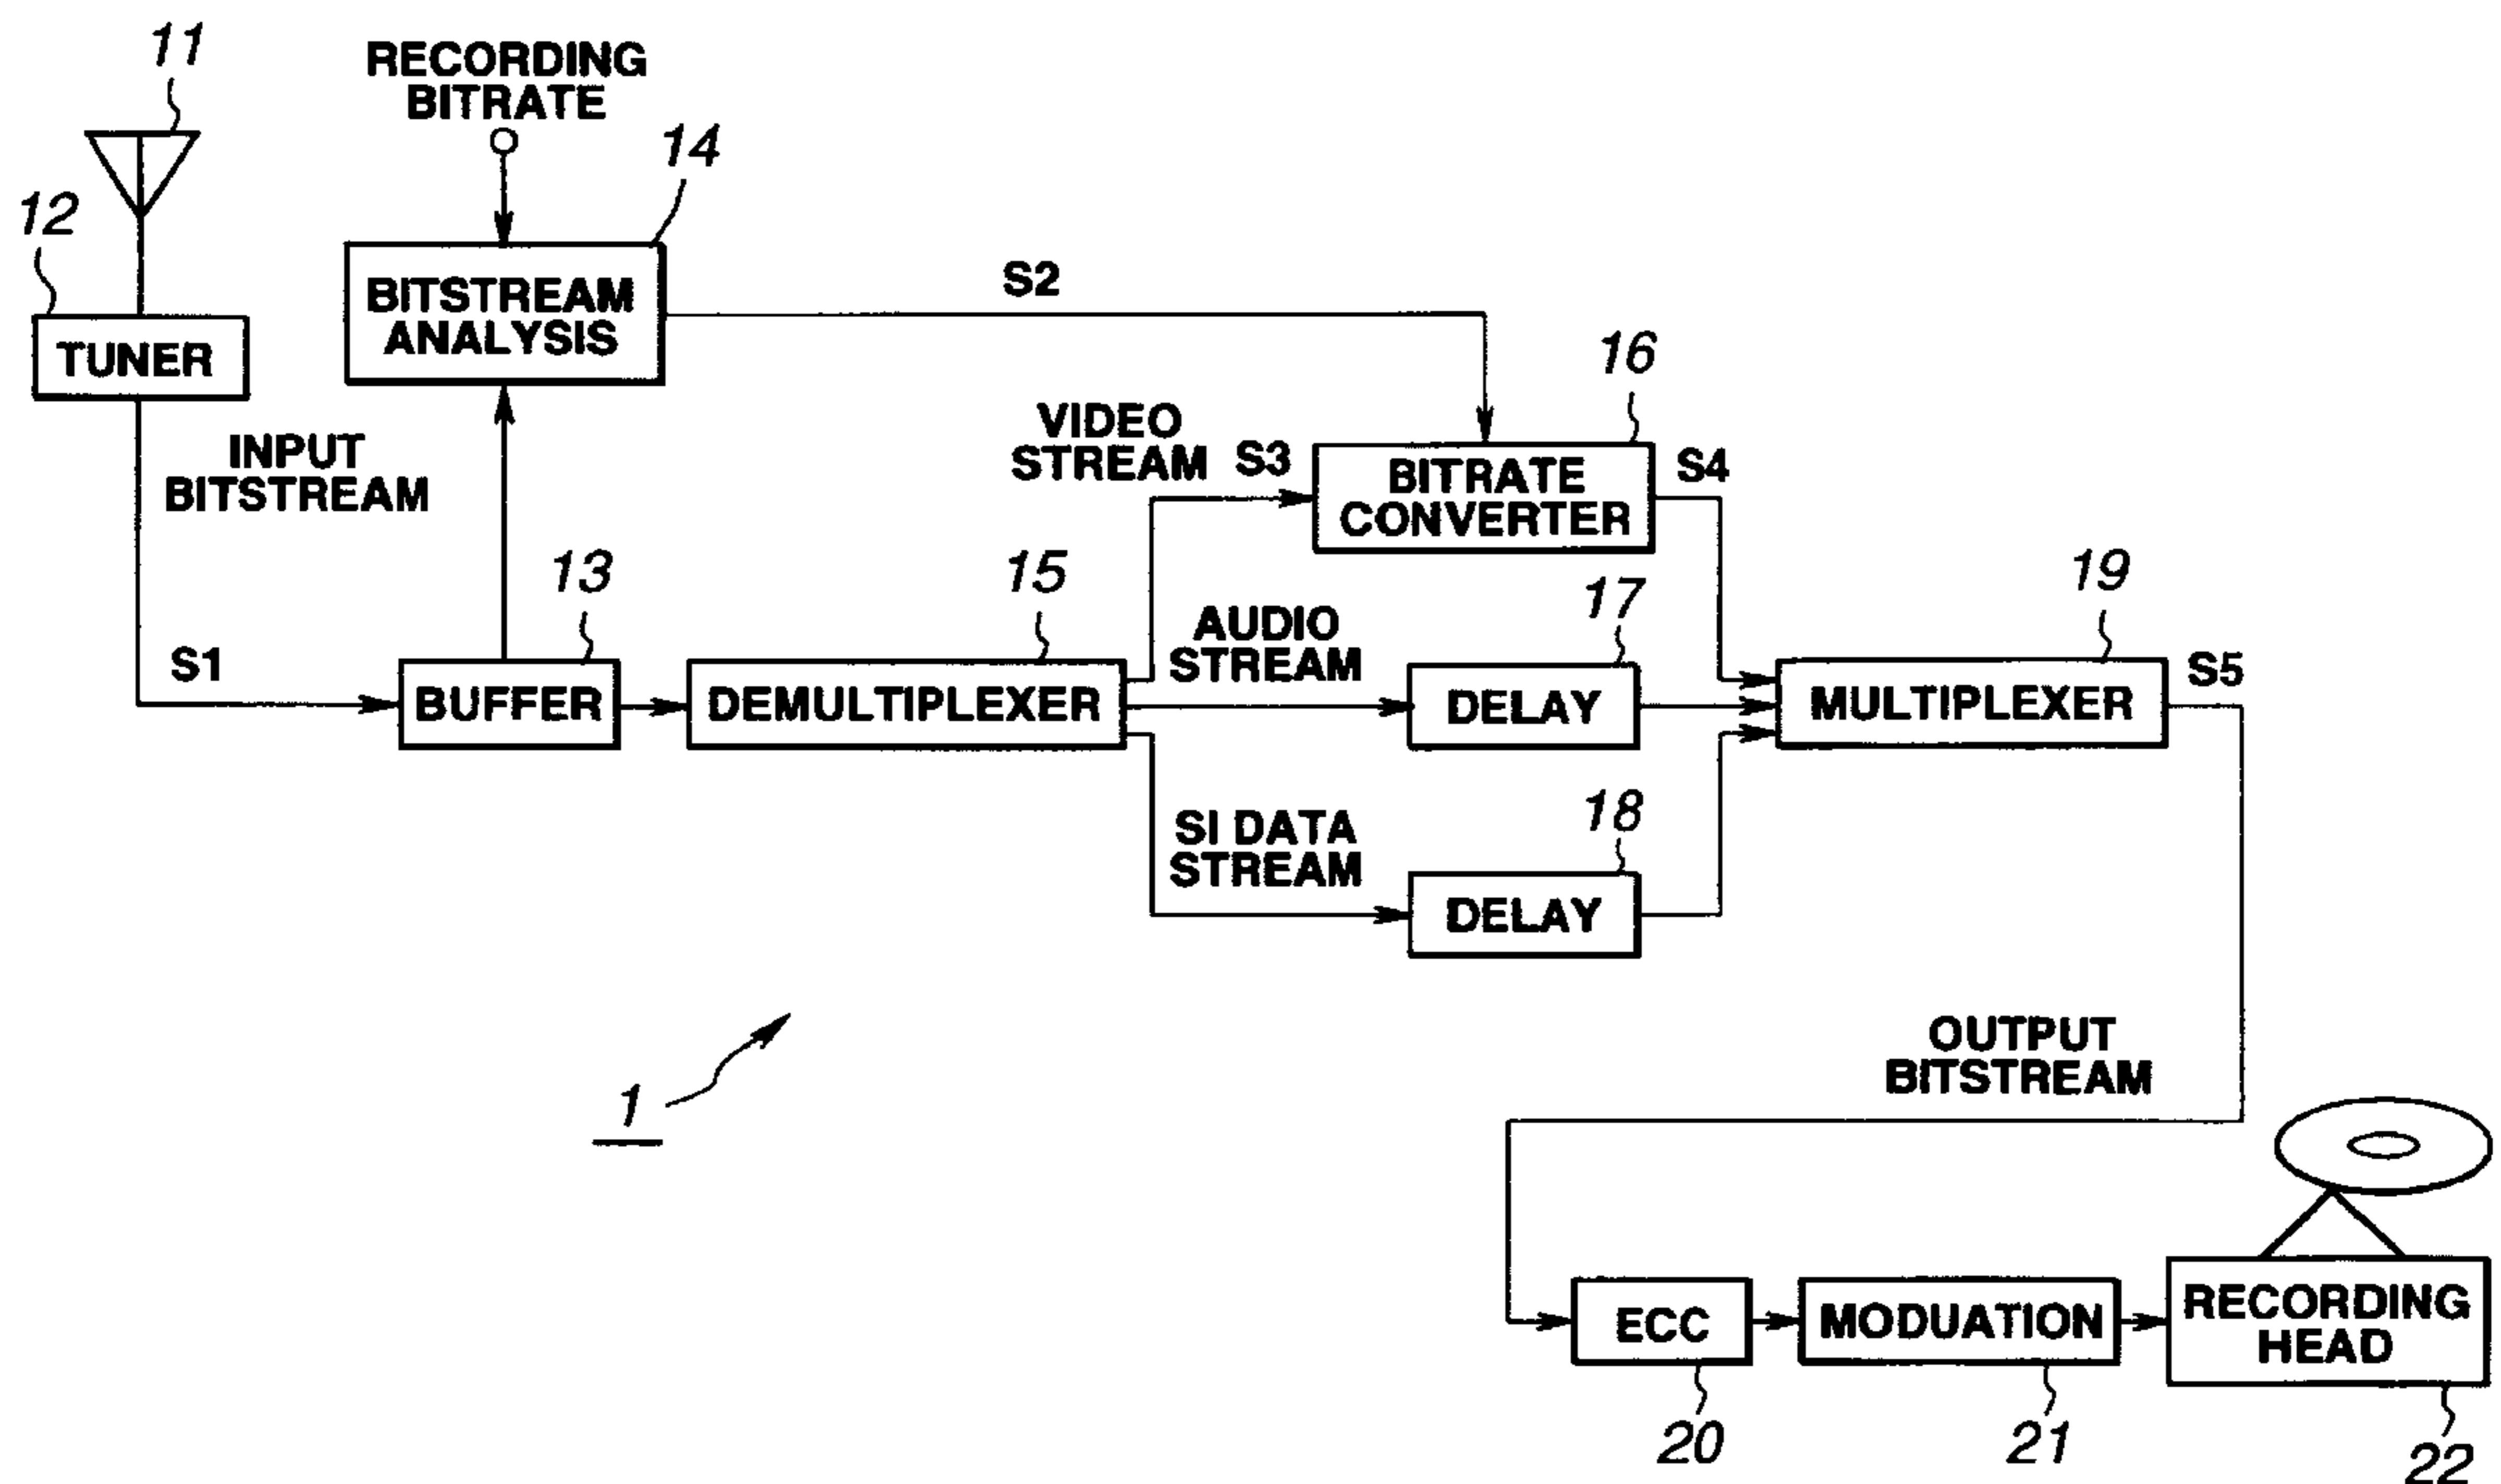 11
RECORDING
BITRATE
14
12
BITSTREAM
ANALYSIS
S2
TUNER
16
VIDEO
STREAM
S3
BITRATE
CONVERTER
S4
INPUT
BITSTREAM
13
15
17
19
AUDIO
STREAM
S1
BUFFER
DEMULTIPLEXER
DELAY
MULTIPLEXER
S5
18
SI DATA
STREAM
DELAY
OUTPUT
BITSTREAM
1
ECC
MODUATION
RECORDING
HEAD
20
21
22